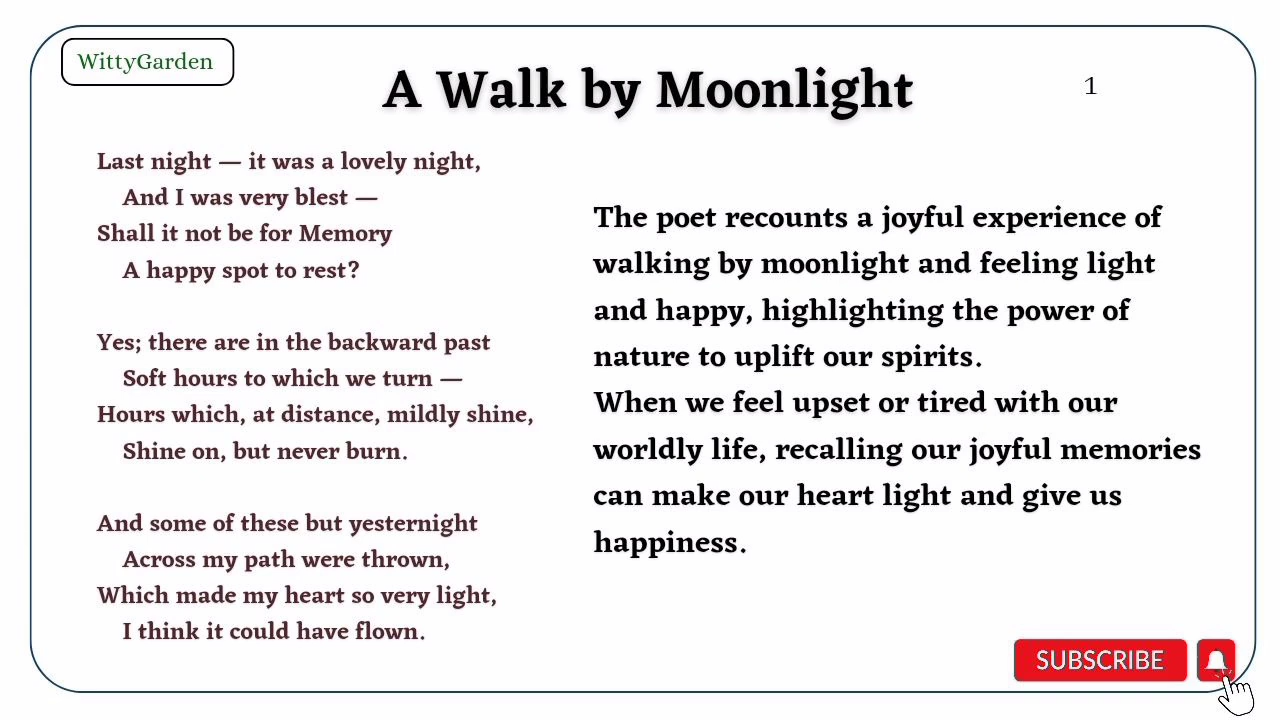 WittyGarden
A Walk by Moonlight
1
Last night — it was a lovely night,
And I was very blest —
Shall it not be for Memory
A happy spot to rest?
Yes; there are in the backward past
Soft hours to which we turn —
Hours which, at distance, mildly shine,
Shine on, but never burn.
And some of these but yesternight
Across my path were thrown,
Which made my heart so very light,
I think it could have flown.
The poet recounts a joyful experience of
walking by moonlight and feeling light
and happy, highlighting the power of
nature to uplift our spirits.
When we feel upset or tired with our
worldly life, recalling our joyful memories
can make our heart light and give us
happiness.
SUBSCRIBE